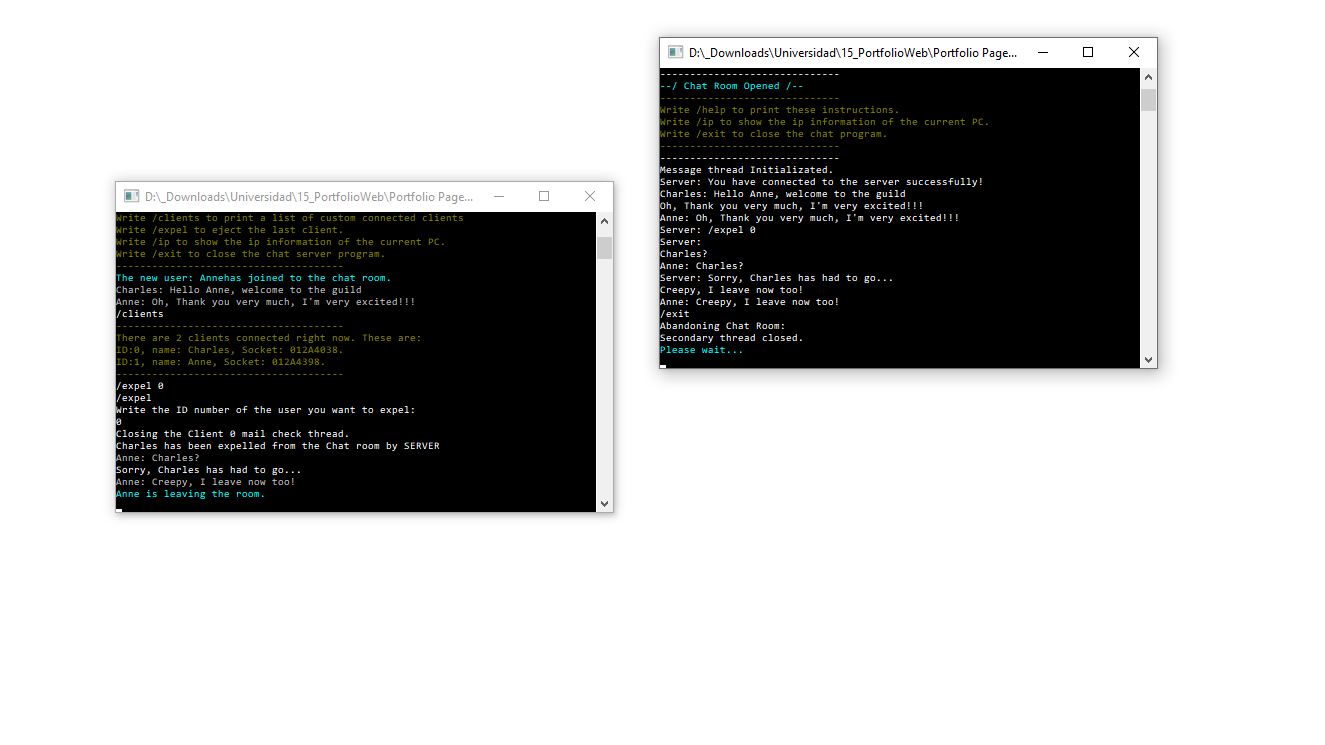 D:\_Downloads\Universidad\15_PortfolioWeb\Portfolio Page...
Write /clients to print a list of custom connected clients
Write /expel to eject the last client.
Write /ip to show the ip information of the current PC.
Write /exit to close the chat server program.
--------------------------------------
The new user: Annehas joined to the chat room.
Charles: Hello Anne, welcome to the guild
Anne: Oh, Thank you very much, I'm very excited!!!
/clients
--------------------------------------
There are 2 clients connected right now. These are:
ID:0, name: Charles, Socket: 012A4038.
ID:1, name: Anne, Socket: 012A4398.
--------------------------------------
/expel 0
/expel
Write the ID number of the user you want to expel:
0
Closing the Client 0 mail check thread.
Charles has been expelled from the Chat room by SERVER
Anne: Charles?
Sorry, Charles has had to go...
Anne: Creepy, I leave now too!
Anne is leaving the room.
D:\_Downloads\Universidad\15_PortfolioWeb\Portfolio Page...
------------------------------
--/ Chat Room Opened /--
------------------------------
Write /help to print these instructions.
Write /ip to show the ip information of the current PC.
Write /exit to close the chat program.
------------------------------
------------------------------
Message thread Initializated.
Server: You have connected to the server successfully!
Charles: Hello Anne, welcome to the guild
Oh, Thank you very much, I'm very excited!!!
Anne: Oh, Thank you very much, I'm very excited!!!
Server: /expel 0
Server:
Charles?
Anne: Charles?
Server: Sorry, Charles has had to go...
Creepy, I leave now too!
Anne: Creepy, I leave now too!
/exit
Abandoning Chat Room:
Secondary thread closed.
Please wait...